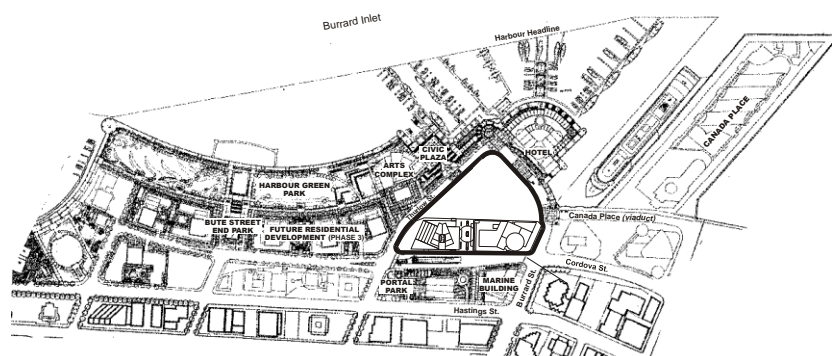 Burrard Inlet
Harbour Headline
CANADA PLACE
CIVIC
PLAZA
HOTEL
ARTS
COMPLEX
HARBOUR GREEN
PARK
BUTE STREET
END PARK
FUTURE RESIDENTIAL
DEVELOPMENT (PHASE 3)
Canada Place (viaduct)
Cordova St.
PORTAL
PARK
MARINE
BUILDING
Burrard St.
Hastings St.